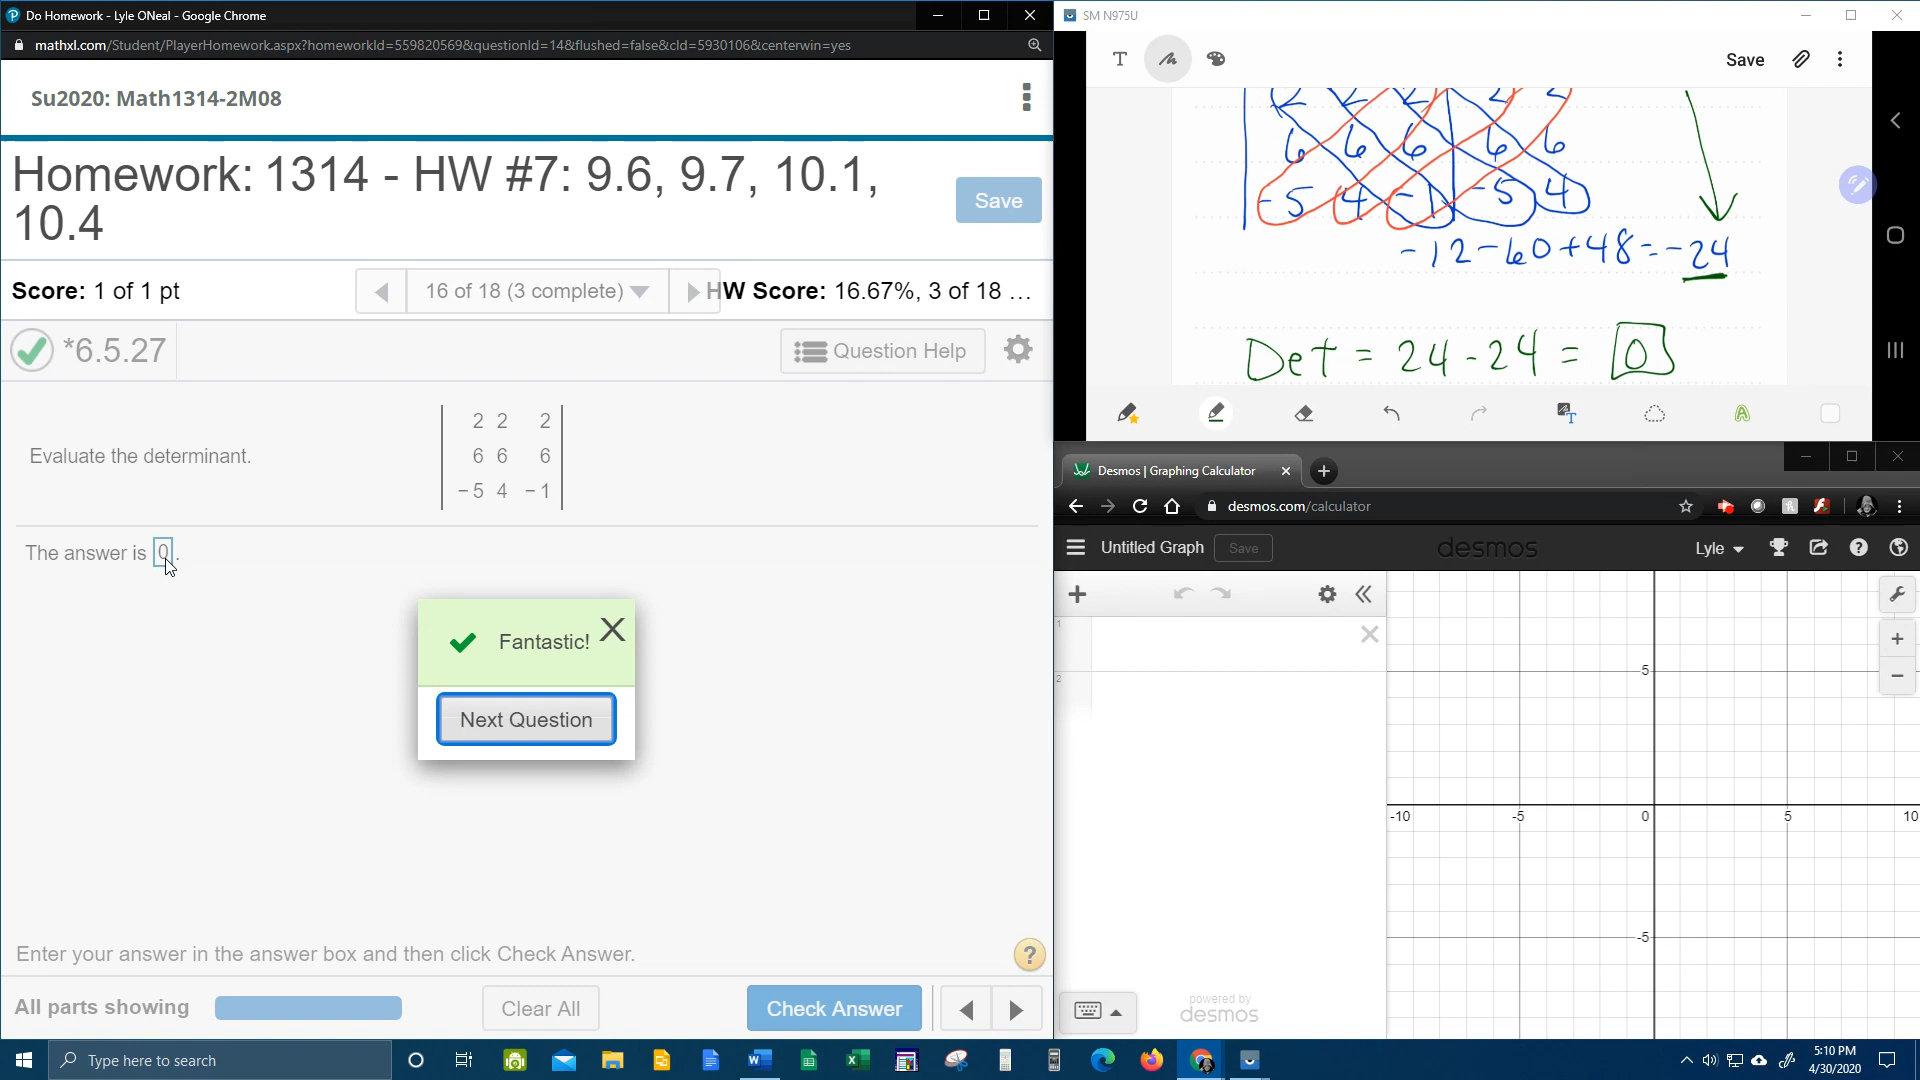 Do Homework - Lyle ONeal - Google Chrome
mathxl.com/Student/PlayerHomework.aspx?homeworkId=559820569&questionId=14&flushed=false&cId=5930106&centerwin=yes
Su2020: Math1314-2M08
Homework: 1314 - HW #7: 9.6, 9.7, 10.1,
10.4
Save
Score: 1 of 1 pt
16 of 18 (3 complete)
HW Score: 16.67%, 3 of 18 ...
*6.5.27
Question Help
Evaluate the determinant.
2 2 2
6 6 6
-5 4 -1
The answer is 0.
Fantastic!
Next Question
Enter your answer in the answer box and then click Check Answer.
?
All parts showing
Clear All
Check Answer
SM N975U
T
Save
2 2 2 2 2
6 6 6 6 6
-5 4 -1 -5 4
-12-60+48=-24
Det = 24-24 = 0
Desmos | Graphing Calculator
desmos.com/calculator
Untitled Graph
Save
desmos
Lyle
1
2
5
-10
-5
0
5
10
-5
powered by
desmos
Type here to search
5:10 PM
4/30/2020